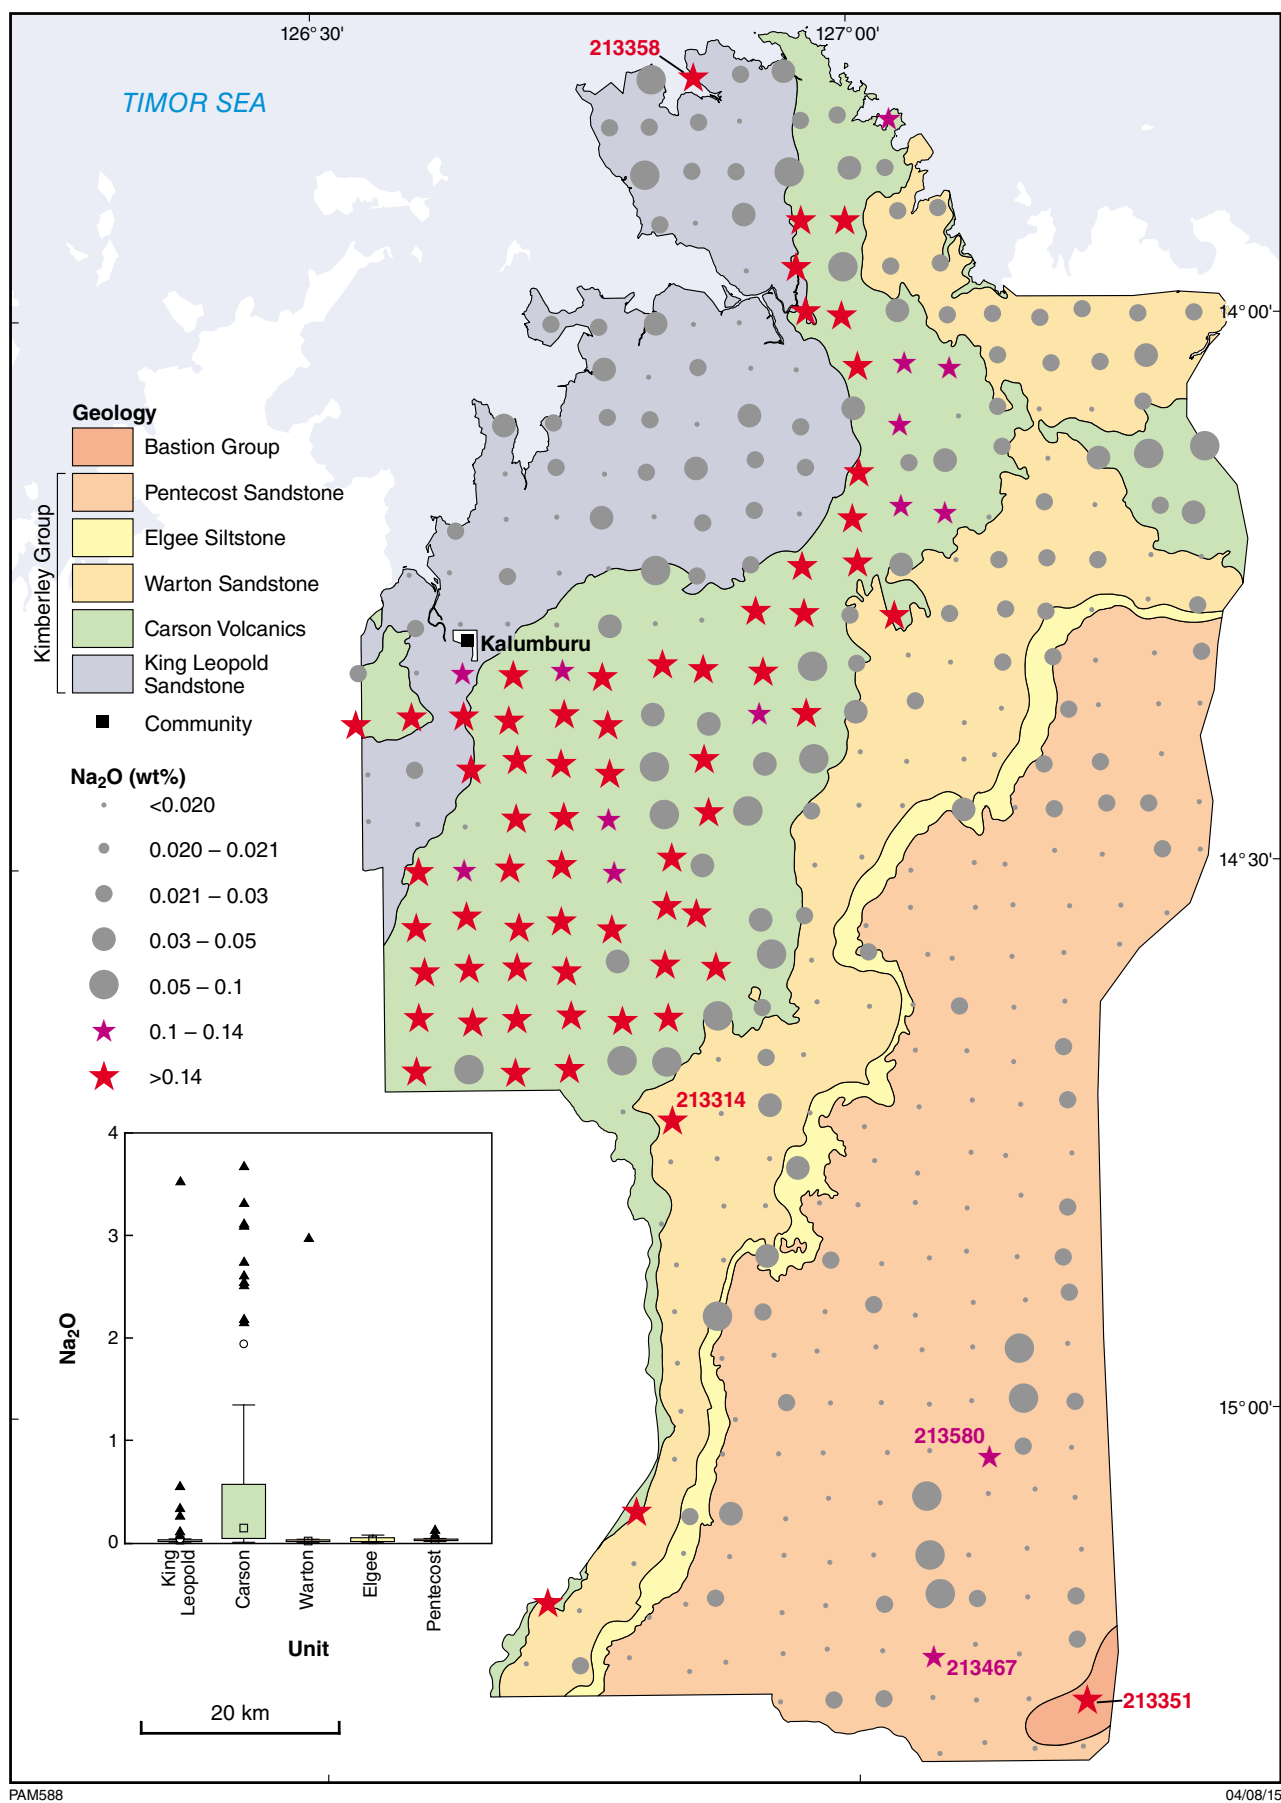 126° 30'
127° 00'
213358
TIMOR SEA
14° 00'
Geology
Bastion Group
Kimberley Group
Pentecost Sandstone
Elgee Siltstone
Warton Sandstone
Carson Volcanics
King Leopold
Sandstone
Community
Kalumburu
Na₂O (wt%)
<0.020
0.020 – 0.021
0.021 – 0.03
0.03 – 0.05
0.05 – 0.1
0.1 – 0.14
>0.14
14° 30'
213314
4
3
2
1
0
Na₂O
King
Leopold
Carson
Warton
Elgee
Pentecost
Unit
15° 00'
213580
213467
213351
20 km
PAM588
04/08/15